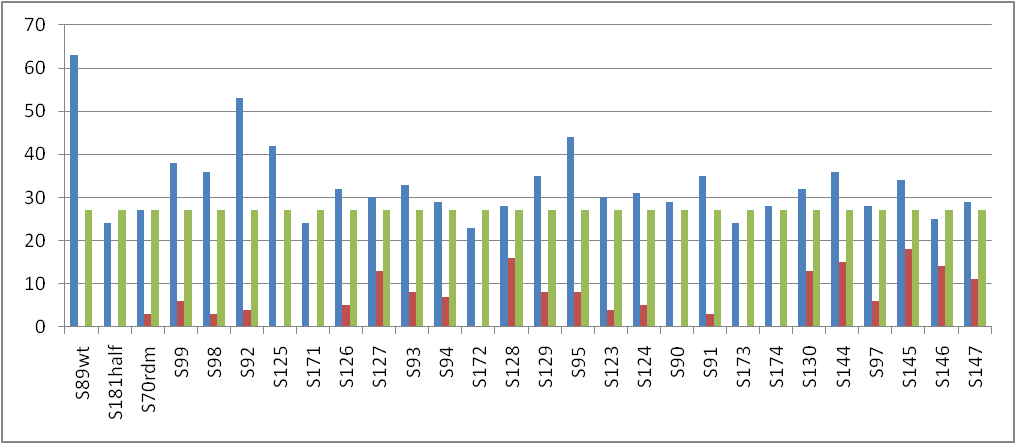 70
60
50
40
30
20
10
0
S89wt
S181half
S70rdm
S99
S98
S92
S125
S171
S126
S127
S93
S94
S172
S128
S129
S95
S123
S124
S90
S91
S173
S174
S130
S144
S97
S145
S146
S147